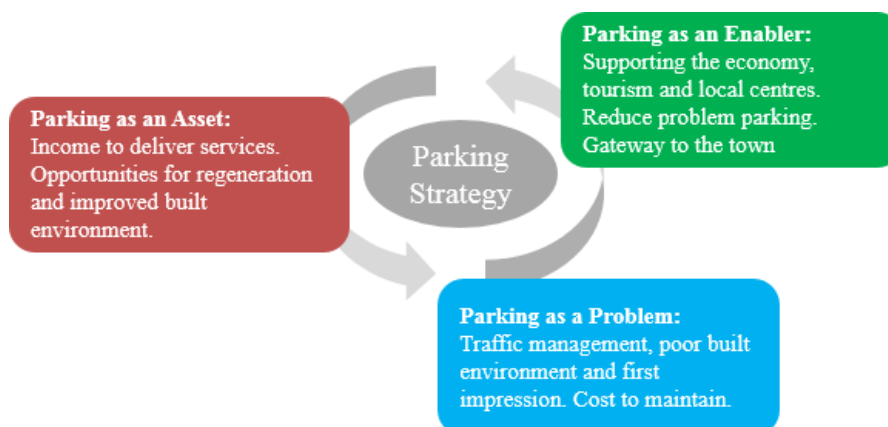 Parking as an Enabler:
Supporting the economy,
tourism and local centres.
Reduce problem parking.
Gateway to the town
Parking as an Asset:
Income to deliver services.
Opportunities for regeneration
and improved built
environment.
Parking
Strategy
Parking as a Problem:
Traffic management, poor built
environment and first
impression. Cost to maintain.